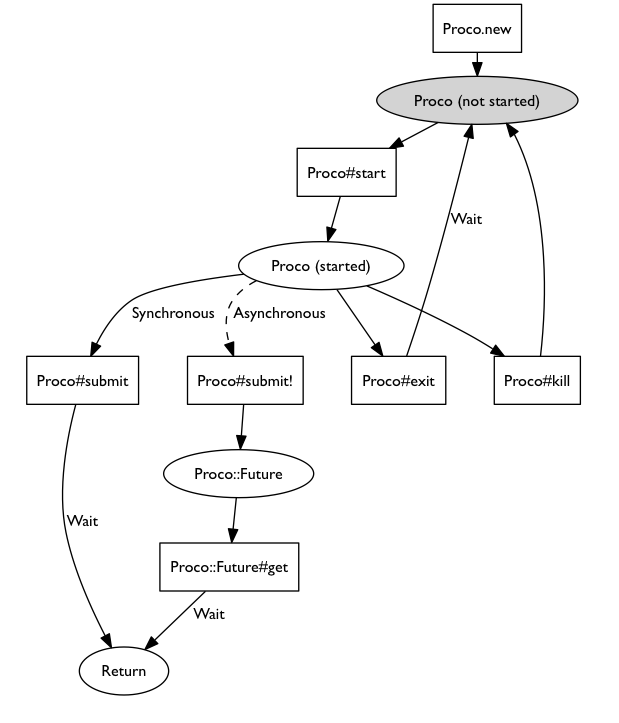 Proco.new
Proco (not started)
Proco#start
Wait
Proco (started)
Synchronous
Asynchronous
Proco#submit
Proco#submit!
Proco#exit
Proco#kill
Proco::Future
Wait
Proco::Future#get
Wait
Return